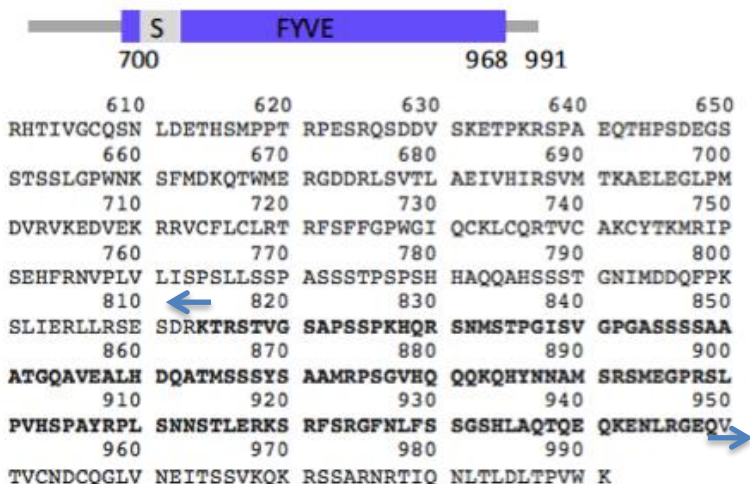 S FYVE
700 968 991
610 620 630 640 650
RHTIVGCQSN LDETHSMPPT RPESRQSDDV SKETPKRSPA EQTHPSDEGS
660 670 680 690 700
STSSLGPWNK SFMDKQTWME RGDDRLSVTL AEIVHIRSVM TKAELEGLPM
710 720 730 740 750
DVRVKEDVEK RRVCFLCLRT RFSFFGPWGI QCKLCQRTVC AKCYTKMRIP
760 770 780 790 800
SEHFRNVPLV LISPSLLSSP ASSSTPSPSH HAQQAHSSST GNIMDDQFPK
810 820 830 840 850
SLIERLLRSE SDRKTRSTVG SAPSSPKHQR SNMSTPGISV GPGASSSSAA
860 870 880 890 900
ATGQAVEALH DQATMSSSYS AAMRPSGVHQ QQKQHYNNAM SRSMEGPRSL
910 920 930 940 950
PVHSPAYRPL SNNSTLERKS RFSRGFNLFS SGSHLAQTQE QKENLRGEQV
960 970 980 990
TVCNDCQGLV NEITSSVKQK RSSARNRTIQ NLTLDLTPVW K